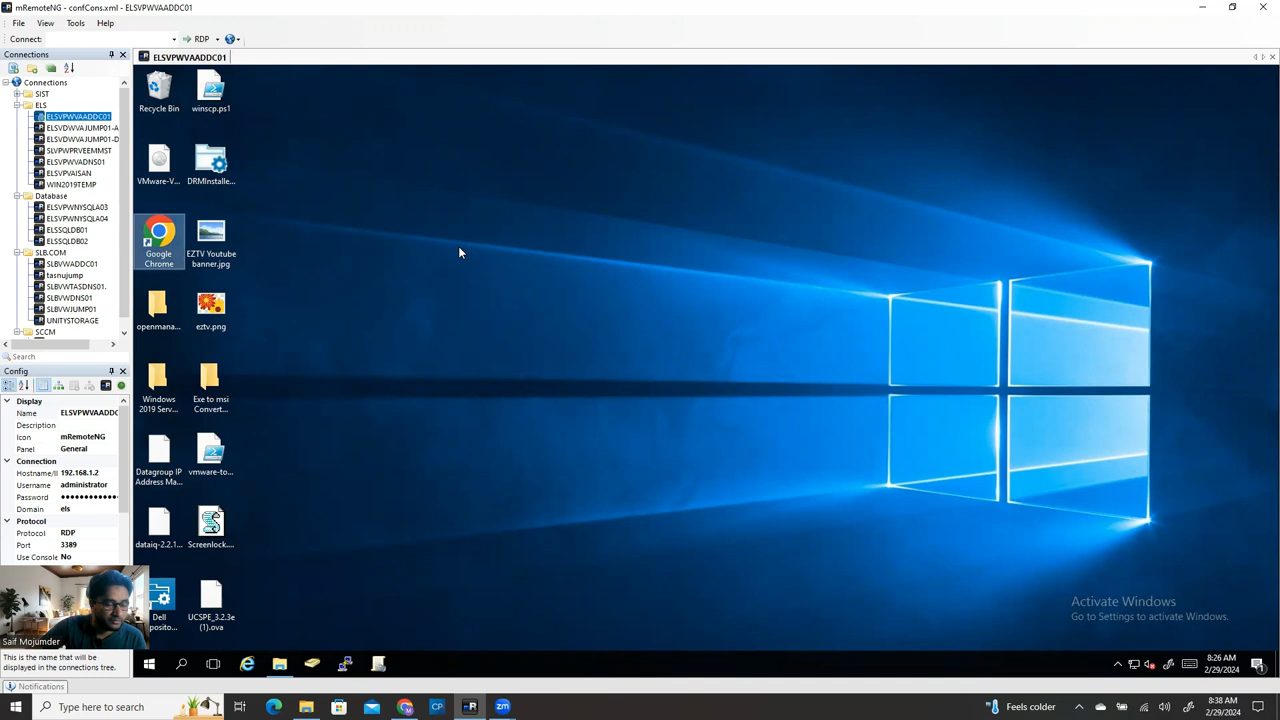 mRemoteNG - confCons.xml - ELSVPWVAADDC01
File View Tools Help
Connect: RDP
Connections
Connections
SIST
ELS
ELSVPWVAADDC01
ELSVDWVAJUMP01-A
ELSVDWVAJUMP01-D
SLVPWPRVEEMMST
ELSVPWVADNS01
ELSVPVAISAN
WIN2019TEMP
Database
ELSVPWNYSQLA03
ELSVPWNYSQLA04
ELSSQLDB01
ELSSQLDB02
SLB.COM
SLBVWADDC01
tasnujump
SLBVWTASDNS01.
SLBVWDNS01
SLBVWJUMP01
UNITYSTORAGE
SCCM
Search
Config
Display
Name ELSVPWVAADDC
Description
Icon mRemoteNG
Panel General
Connection
Hostname/I 192.168.1.2
Username administrator
Password ●●●●●●●●●●
Domain els
Protocol
Protocol RDP
Port 3389
Use Console No
Saif Mojumder
This is the name that will be
displayed in the connections tree.
Notifications
ELSVPWVAADDC01
Recycle Bin
winscp.ps1
VMware-V...
DRMInstalle...
Google
Chrome
EZTV Youtube
banner.jpg
openmana...
eztv.png
Windows
2019 Serv...
Exe to msi
Convert...
Datagroup IP
Address Ma...
vmware-to...
dataiq-2.2.1...
Screenlock....
Dell
Reposito...
UCSPE_3.2.3e
(1).ova
Activate Windows
Go to Settings to activate Windows.
8:26 AM
2/29/2024
Type here to search
CP
zm
Feels colder
8:38 AM
2/29/2024